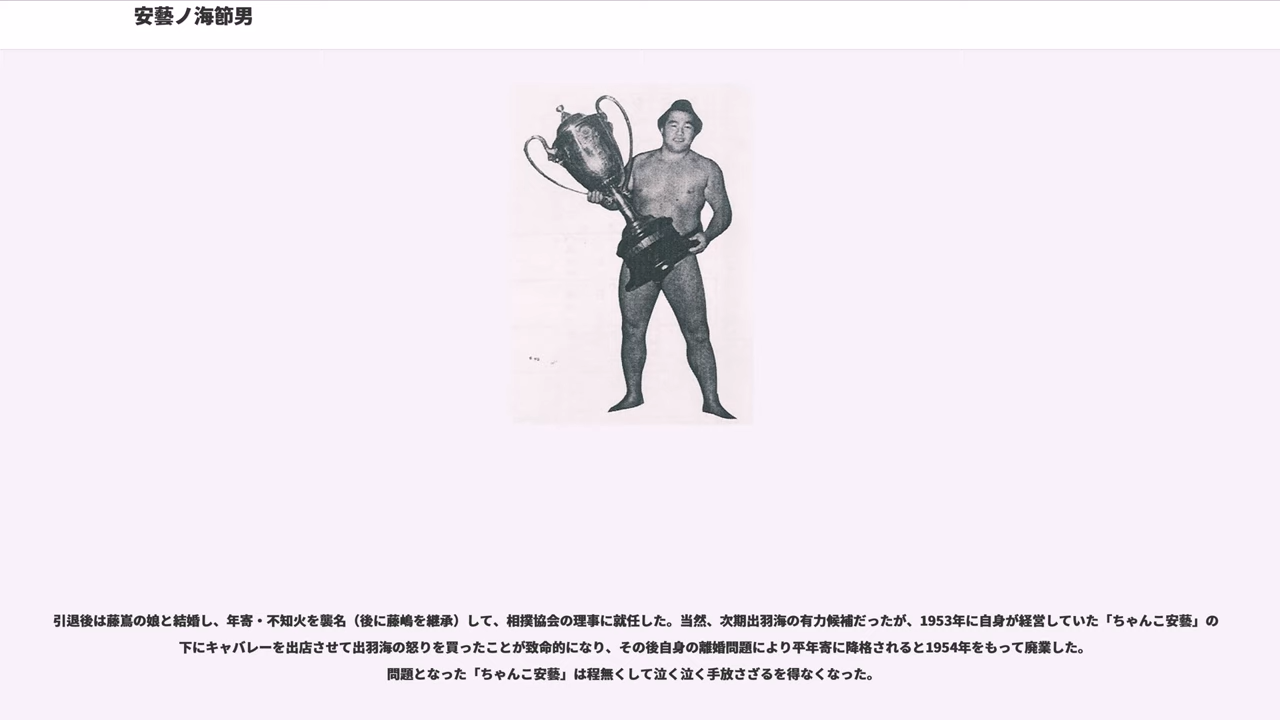 安藝ノ海節男
引退後は藤嶌の娘と結婚し、年寄・不知火を襲名（後に藤嶋を継承）して、相撲協会の理事に就任した。当然、次期出羽海の有力候補だったが、1953年に自身が経営していた「ちゃんこ安藝」の
下にキャバレーを出店させて出羽海の怒りを買ったことが致命的になり、その後自身の離婚問題により平年寄に降格されると1954年をもって廃業した。
問題となった「ちゃんこ安藝」は程無くして泣く泣く手放さざるを得なくなった。